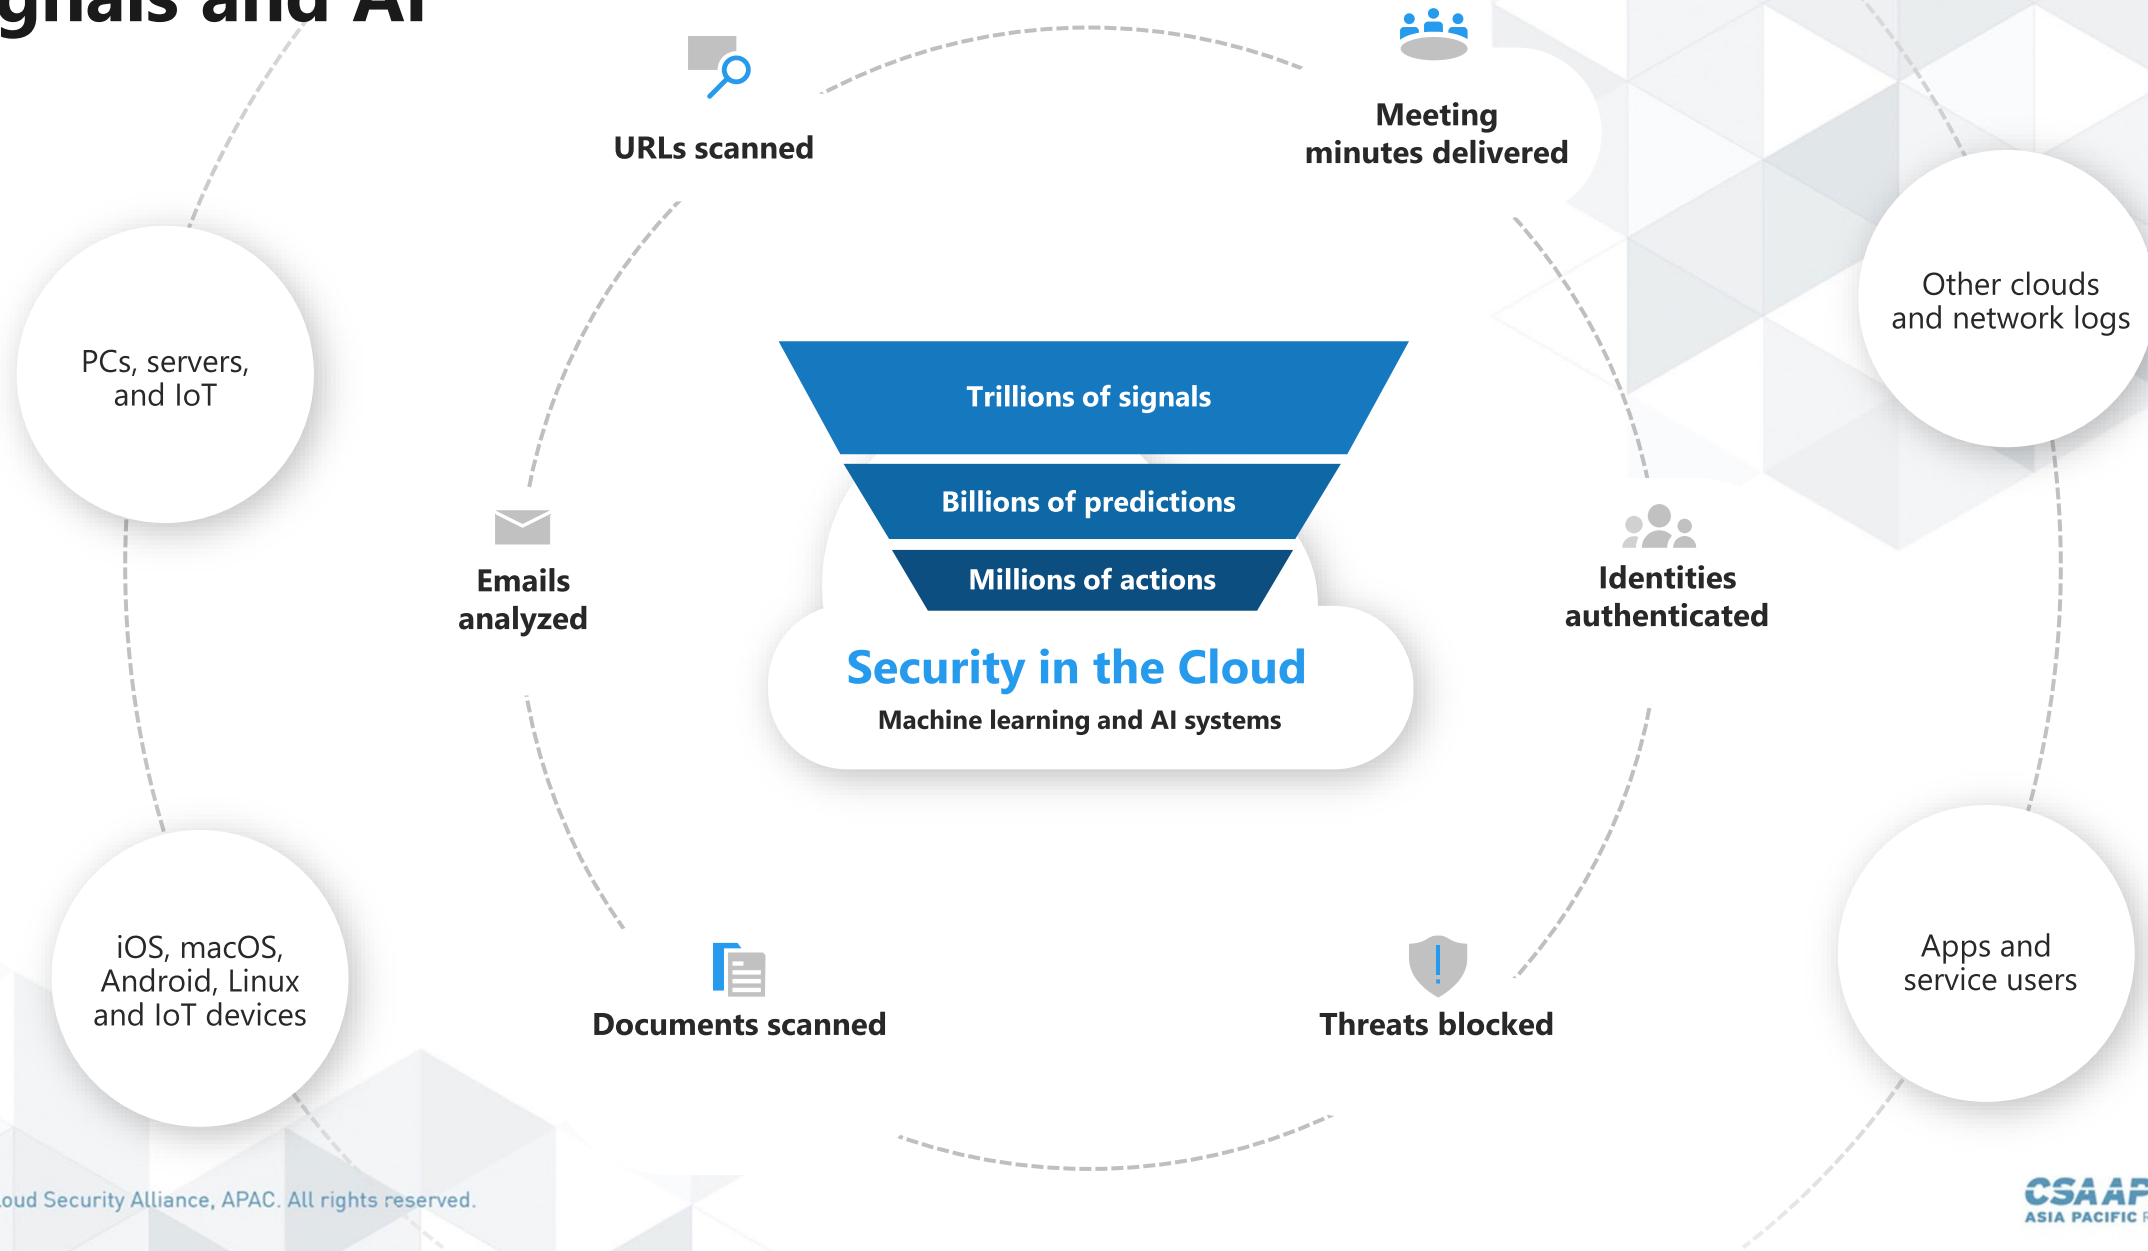 and AI
URLs scanned
Meeting
minutes delivered
Other clouds
and network logs
PCs, servers,
and IoT
Trillions of signals
Billions of predictions
Millions of actions
Emails
analyzed
Identities
authenticated
Security in the Cloud
Machine learning and AI systems
iOS, macOS,
Android, Linux
and IoT devices
Documents scanned
Threats blocked
Apps and
service users
Security Alliance, APAC. All rights reserved.
CSA
ASIA PACIFIC